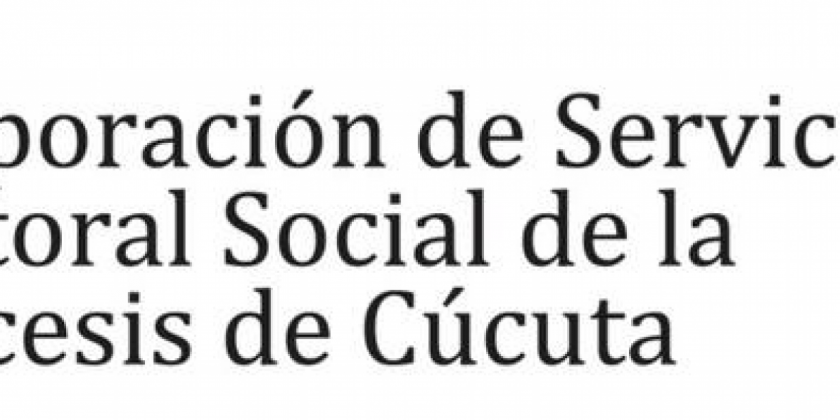 poración de Servic
toral Social de la
cesis de Cúcuta